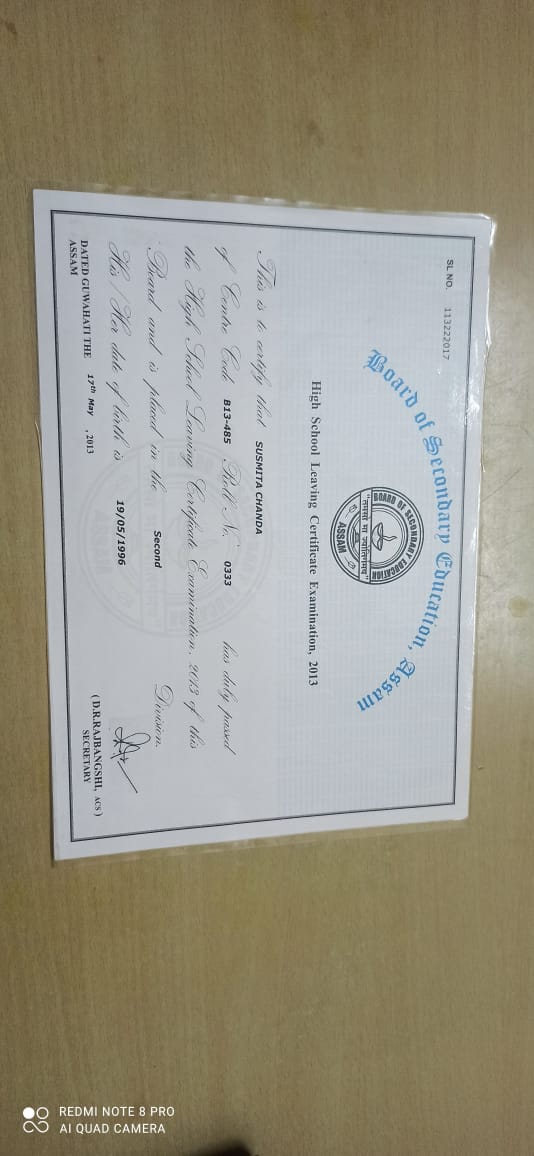 SL NO. 113222017
Board of Secondary Education, Assam
BOARD OF SECONDARY EDUCATION
"तमसो मा ज्योतिर्गमय"
ASSAM
High School Leaving Certificate Examination, 2013
This is to certify that SUSMITA CHANDA
of Centre Code B13-485 Roll No. 0333 has duly passed
the High School Leaving Certificate Examination, 2013 of this
Board and is placed in the Second Division.
His / Her date of birth is 19/05/1996
DATED GUWAHATI THE 17th May , 2013
ASSAM
( D.R.RAJBANGSHI, ACS )
SECRETARY
REDMI NOTE 8 PRO
AI QUAD CAMERA